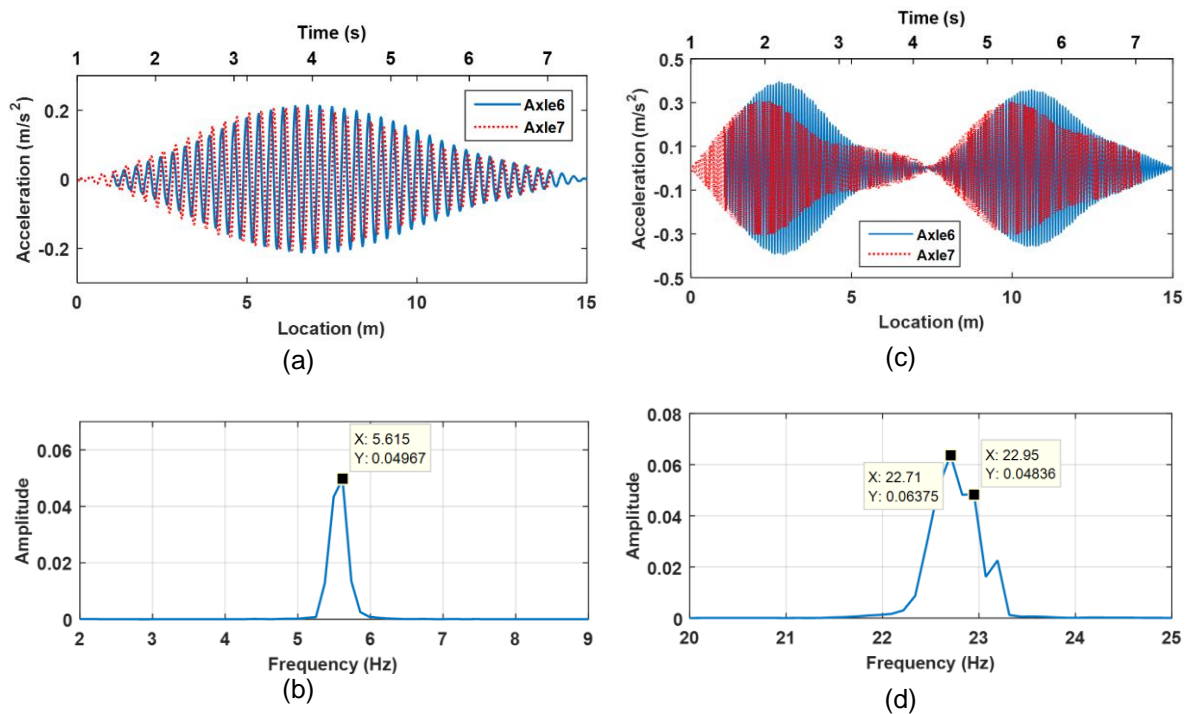 Time (s)
1 2 3 4 5 6 7
Acceleration (m/s²)
0.2
0
-0.2
Axle6
Axle7
0 5 10 15
Location (m)
(a)
Time (s)
1 2 3 4 5 6 7
Acceleration (m/s²)
0.5
0.3
0.1
-0.1
-0.3
-0.5
Axle6
Axle7
0 5 10 15
Location (m)
(c)
Amplitude
0.06
0.04
0.02
0
X: 5.615
Y: 0.04967
2 3 4 5 6 7 8 9
Frequency (Hz)
(b)
Amplitude
0.08
0.06
0.04
0.02
0
X: 22.71
Y: 0.06375
X: 22.95
Y: 0.04836
20 21 22 23 24 25
Frequency (Hz)
(d)